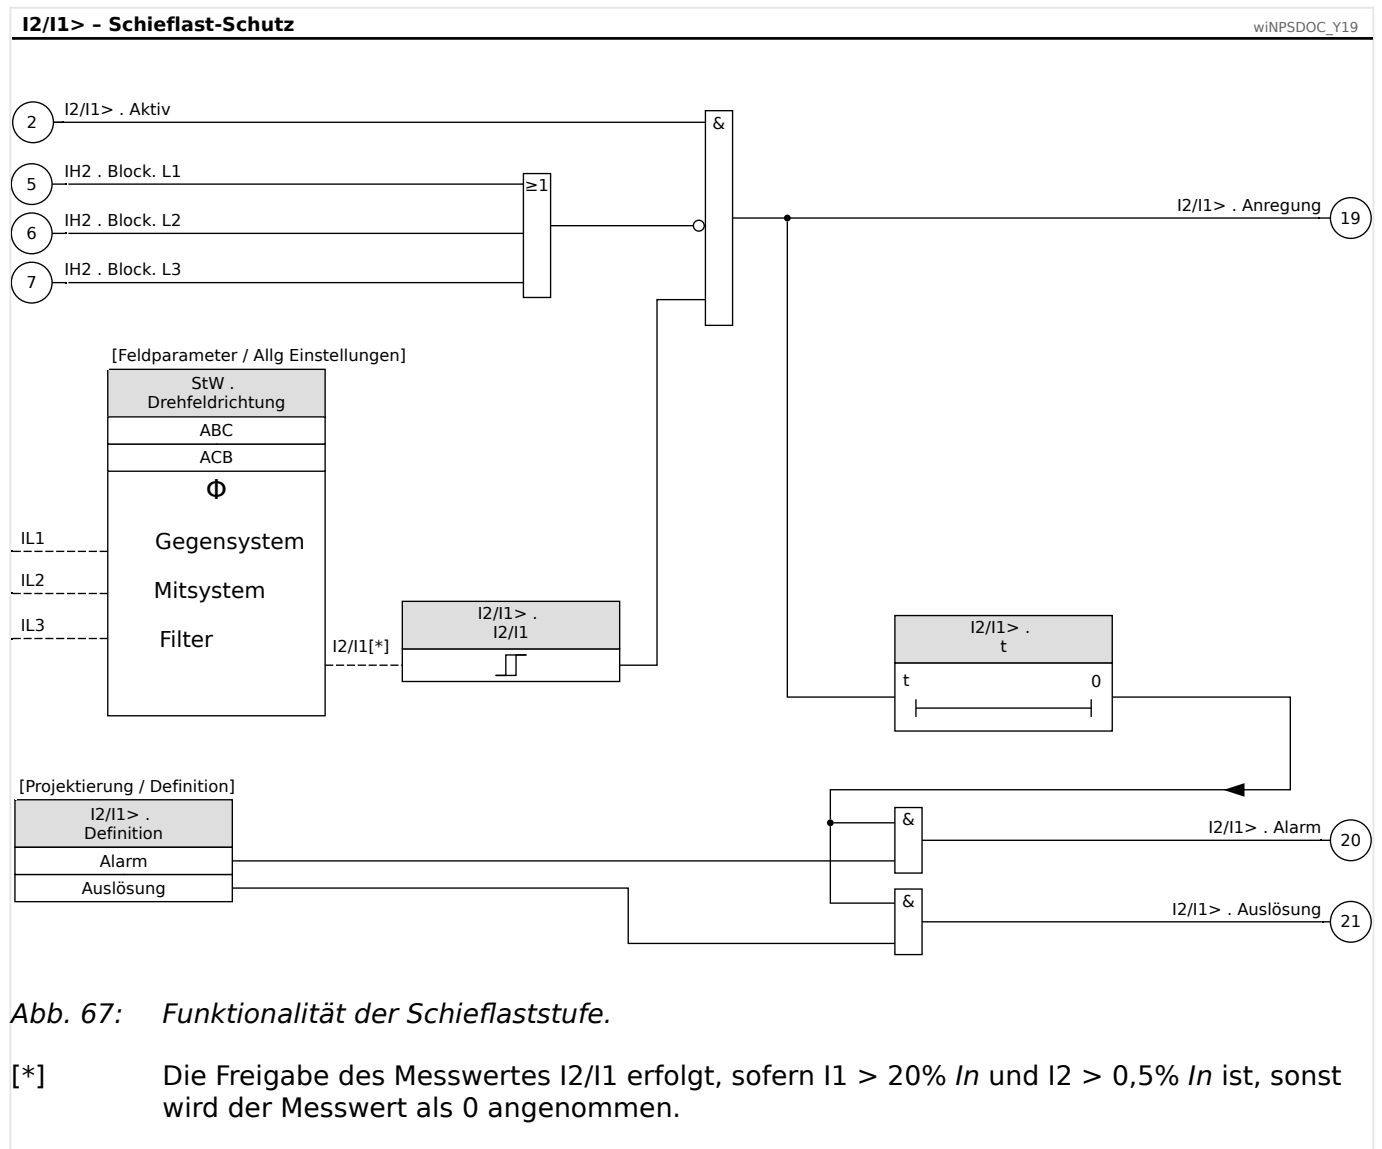 I2/I1> – Schieflast-Schutz
wiNPSDOC_Y19
2
I2/I1> . Aktiv
&
5
IH2 . Block. L1
≥1
6
IH2 . Block. L2
7
IH2 . Block. L3
I2/I1> . Anregung
19
[Feldparameter / Allg Einstellungen]
StW .
Drehfeldrichtung
ABC
ACB
Φ
IL1
Gegensystem
IL2
Mitsystem
IL3
Filter
I2/I1[*]
I2/I1> .
I2/I1
I2/I1> .
t
t 0
[Projektierung / Definition]
I2/I1> .
Definition
Alarm
Auslösung
&
I2/I1> . Alarm
20
&
I2/I1> . Auslösung
21
Abb. 67: Funktionalität der Schieflaststufe.
[*] Die Freigabe des Messwertes I2/I1 erfolgt, sofern I1 > 20% In und I2 > 0,5% In ist, sonst
wird der Messwert als 0 angenommen.